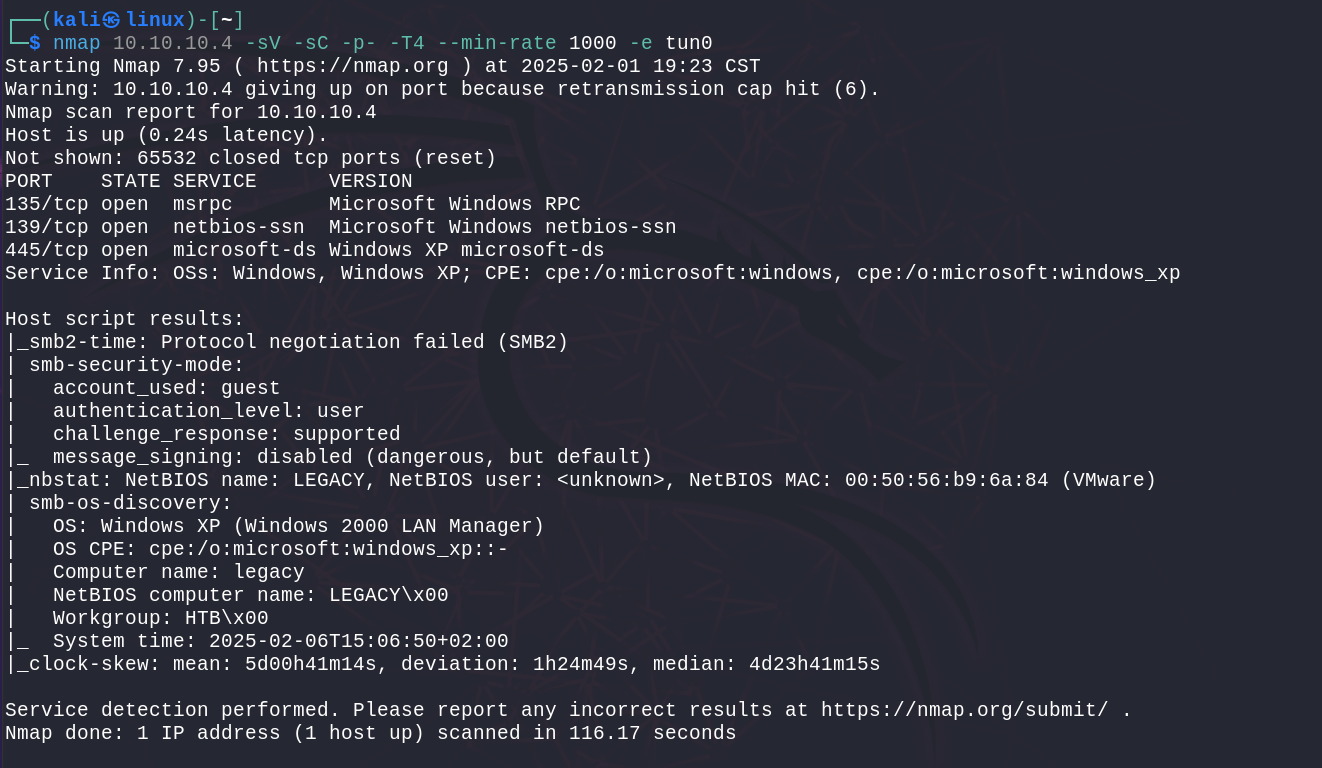 ┌──(kali㉿linux)-[~]
└─$ nmap 10.10.10.4 -sV -sC -p- -T4 --min-rate 1000 -e tun0
Starting Nmap 7.95 ( https://nmap.org ) at 2025-02-01 19:23 CST
Warning: 10.10.10.4 giving up on port because retransmission cap hit (6).
Nmap scan report for 10.10.10.4
Host is up (0.24s latency).
Not shown: 65532 closed tcp ports (reset)
PORT    STATE SERVICE      VERSION
135/tcp open  msrpc        Microsoft Windows RPC
139/tcp open  netbios-ssn  Microsoft Windows netbios-ssn
445/tcp open  microsoft-ds Windows XP microsoft-ds
Service Info: OSs: Windows, Windows XP; CPE: cpe:/o:microsoft:windows, cpe:/o:microsoft:windows_xp

Host script results:
|_smb2-time: Protocol negotiation failed (SMB2)
| smb-security-mode:
|   account_used: guest
|   authentication_level: user
|   challenge_response: supported
|_  message_signing: disabled (dangerous, but default)
|_nbstat: NetBIOS name: LEGACY, NetBIOS user: <unknown>, NetBIOS MAC: 00:50:56:b9:6a:84 (VMware)
| smb-os-discovery:
|   OS: Windows XP (Windows 2000 LAN Manager)
|   OS CPE: cpe:/o:microsoft:windows_xp::-
|   Computer name: legacy
|   NetBIOS computer name: LEGACY\x00
|   Workgroup: HTB\x00
|_  System time: 2025-02-06T15:06:50+02:00
|_clock-skew: mean: 5d00h41m14s, deviation: 1h24m49s, median: 4d23h41m15s

Service detection performed. Please report any incorrect results at https://nmap.org/submit/ .
Nmap done: 1 IP address (1 host up) scanned in 116.17 seconds